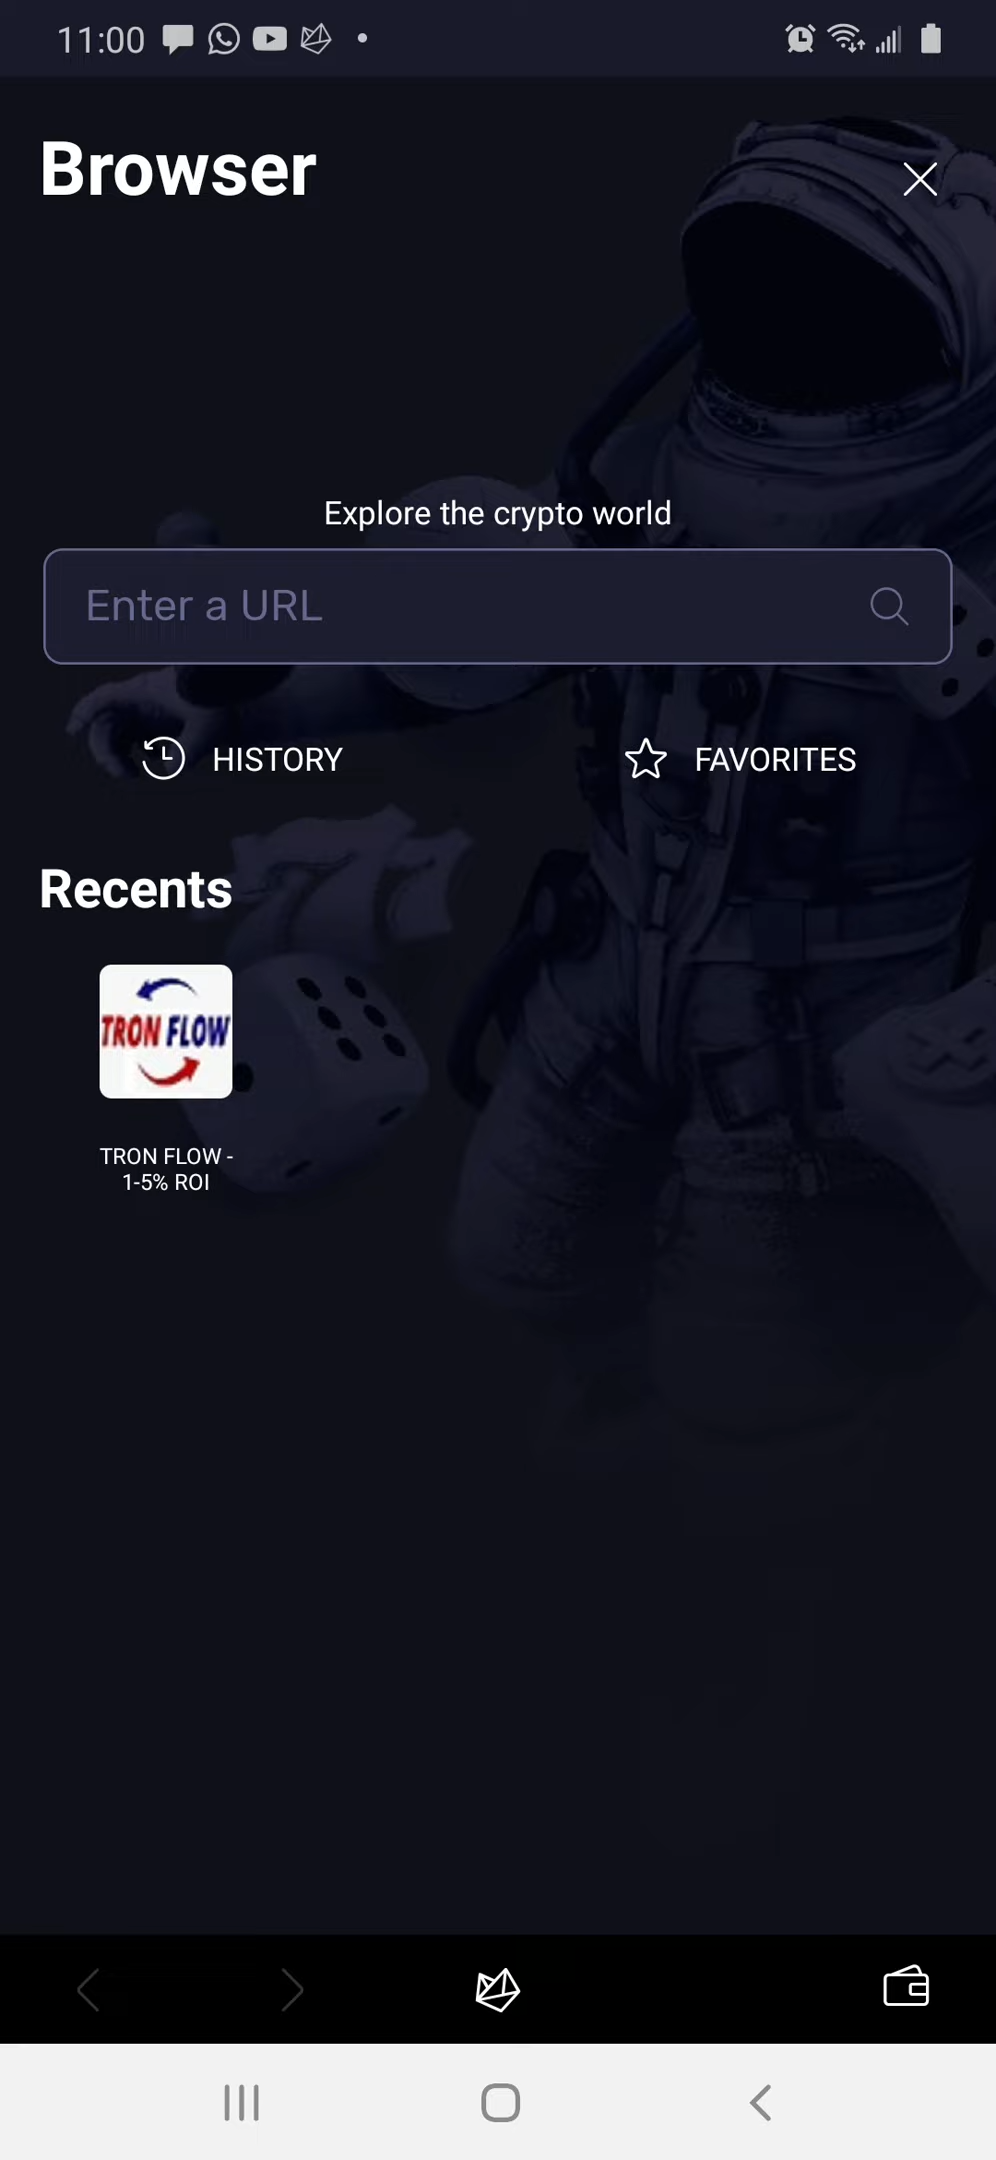 11:00
Browser
Explore the crypto world
Enter a URL
HISTORY
FAVORITES
Recents
TRON FLOW
TRON FLOW -
1-5% ROI